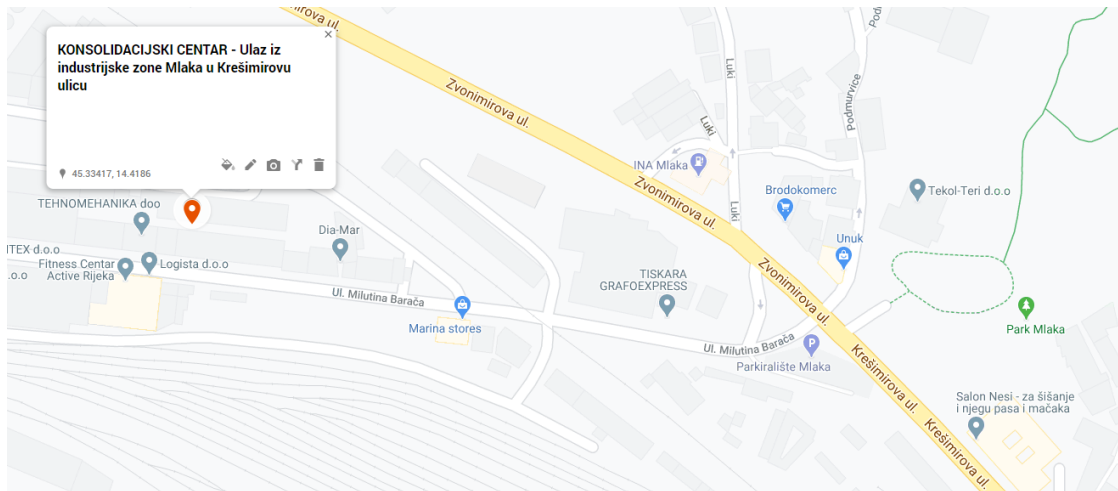 KONSOLIDACIJSKI CENTAR - Ulaz iz
industrijske zone Mlaka u Krešimirovu
ulicu
45.33417, 14.4186
Zvonimirova ul.
Luki
Luki
Luki
Podmurvice
INA Mlaka
Zvonimirova ul.
Brodokomerc
Tekol-Teri d.o.o
TEHNOMEHANIKA doo
Dia-Mar
Unuk
Fitness Centar
Active Rijeka
Logista d.o.o
Zvonimirova ul.
TISKARA
GRAFOEXPRESS
Ul. Milutina Barača
Marina stores
Park Mlaka
Ul. Milutina Barača
Parkiralište Mlaka
Krešimirova ul.
Salon Nesi - za šišanje
i njegu pasa i mačaka
Krešimirova ul.